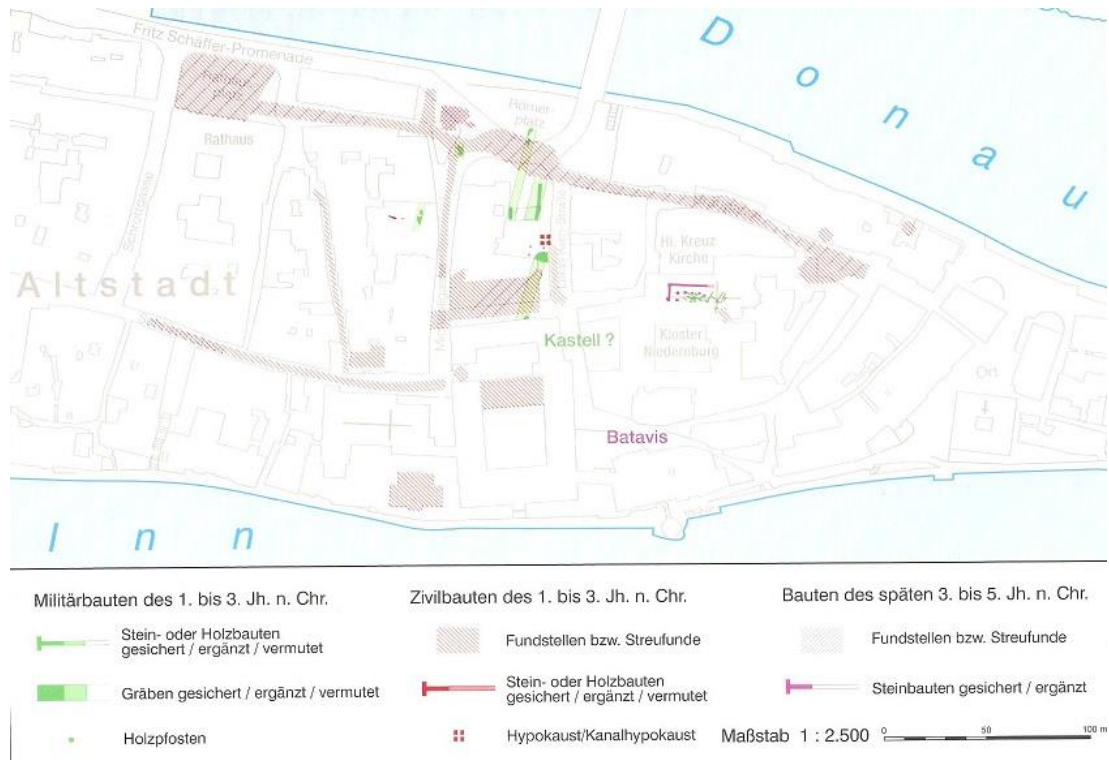 Fritz Schäffer-Promenade
Donau
Römer-
platz
Rathaus
Schrottgasse
Hl. Kreuz
Kirche
Altstadt
Kastell ?
Kloster
Niedernburg
Ort
Batavis
Inn
Militärbauten des 1. bis 3. Jh. n. Chr.
Stein- oder Holzbauten
gesichert / ergänzt / vermutet
Gräben gesichert / ergänzt / vermutet
Holzpfosten
Zivilbauten des 1. bis 3. Jh. n. Chr.
Fundstellen bzw. Streufunde
Stein- oder Holzbauten
gesichert / ergänzt / vermutet
Hypokaust/Kanalhypokaust
Bauten des späten 3. bis 5. Jh. n. Chr.
Fundstellen bzw. Streufunde
Steinbauten gesichert / ergänzt
Maßstab 1 : 2.500
0 50 100 m